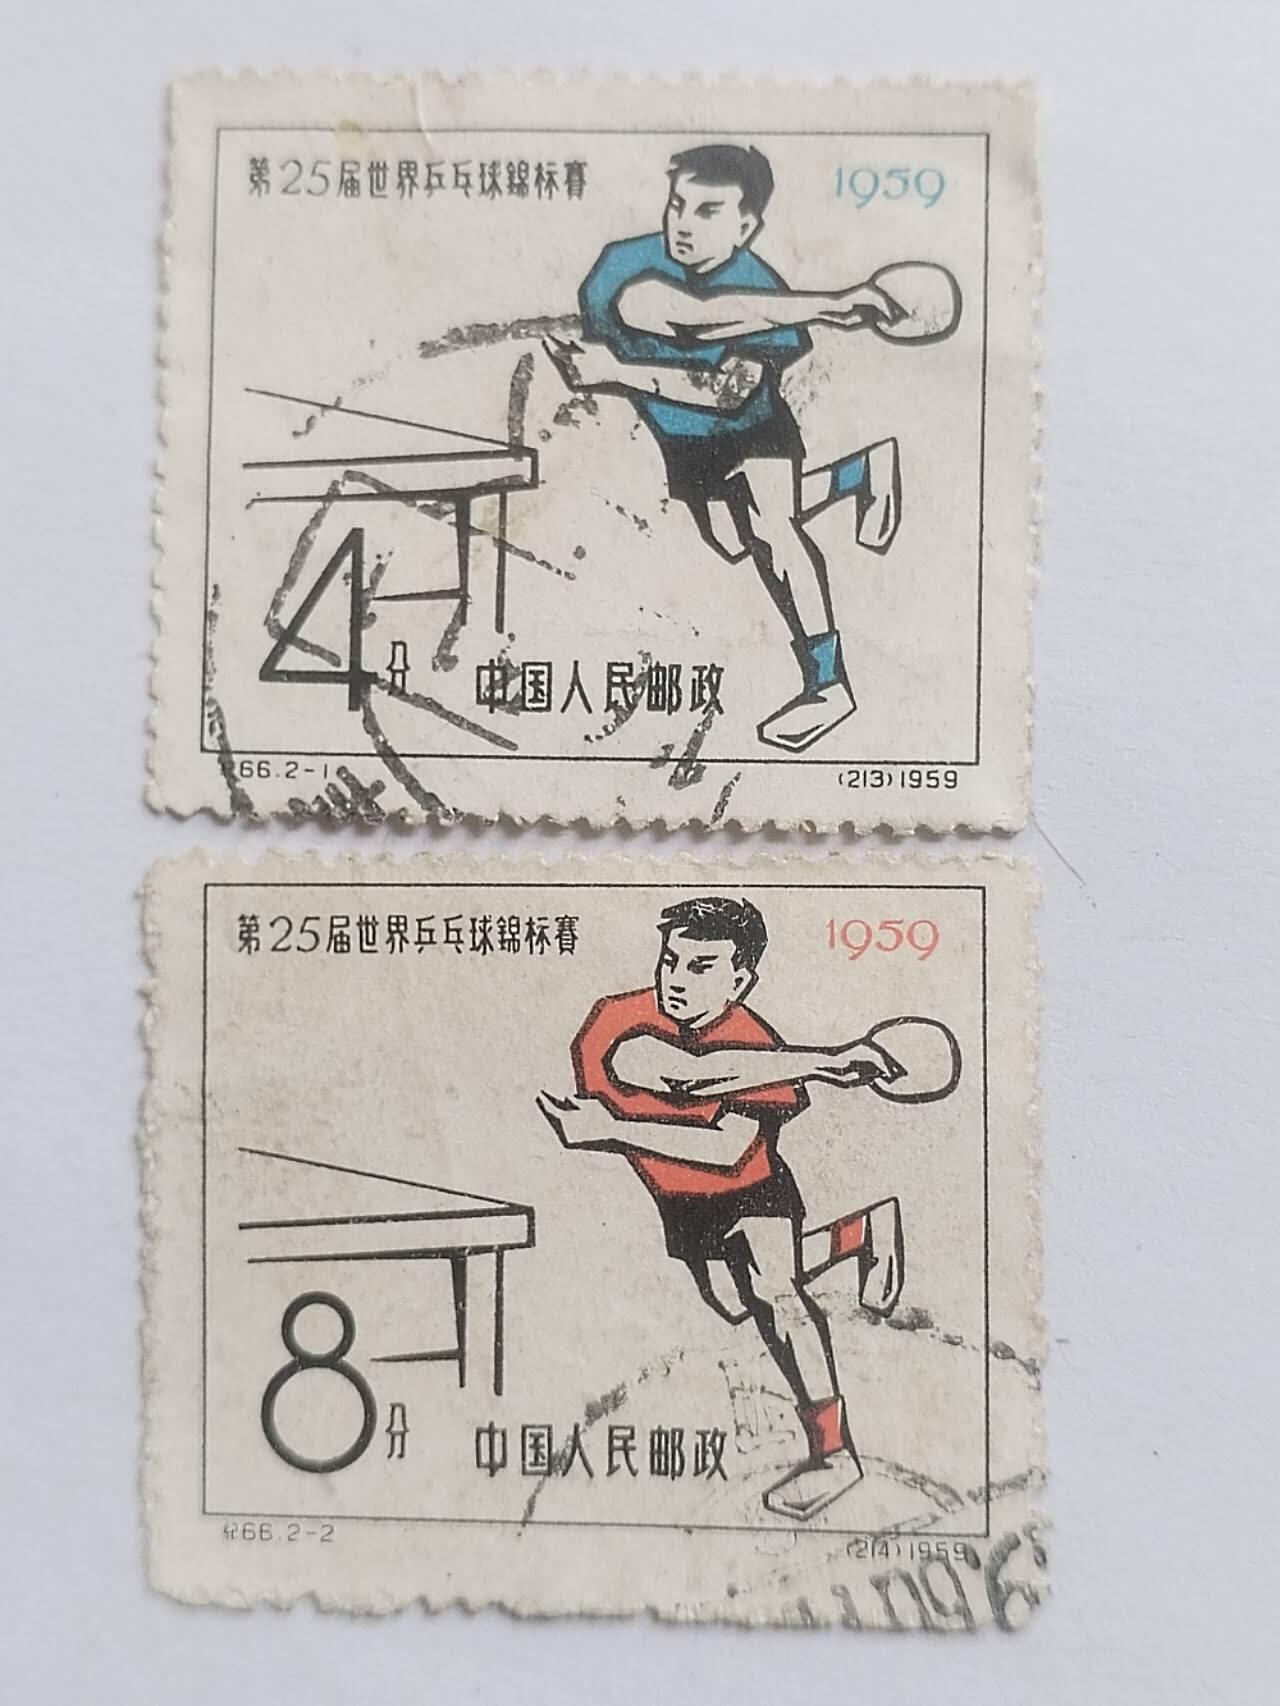 第25届世界乒乓球錦标賽
1959
4分
中国人民邮政
纪66.2-1
(213)1959
第25届世界乒乓球錦标賽
1959
8分
中国人民邮政
纪66.2-2
(214)1959